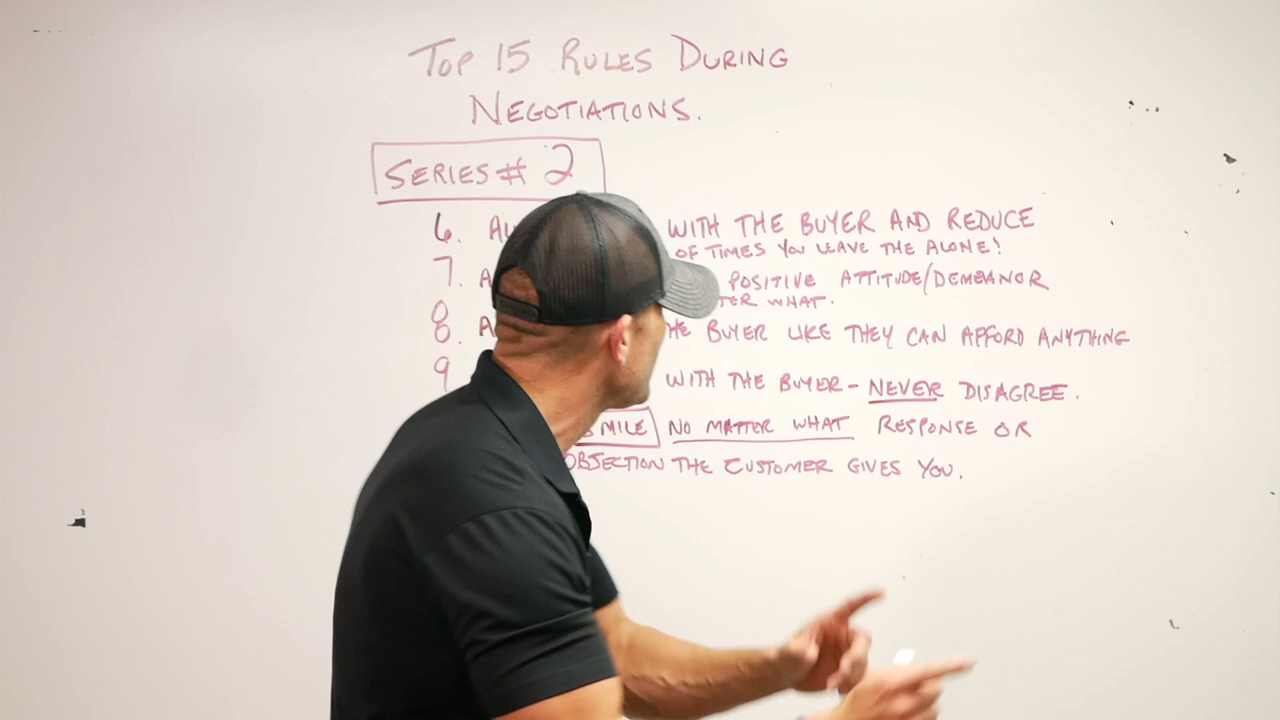 TOP 15 RULES DURING
NEGOTIATIONS.
SERIES # 2
6. WITH THE BUYER AND REDUCE
OF TIMES YOU LEAVE THE ALONE!
7. POSITIVE ATTITUDE/DEMEANOR
WHAT.
8. BUYER LIKE THEY CAN AFFORD ANYTHING
9 WITH THE BUYER - NEVER DISAGREE.
SMILE NO MATTER WHAT RESPONSE OR
OBJECTION THE CUSTOMER GIVES YOU.